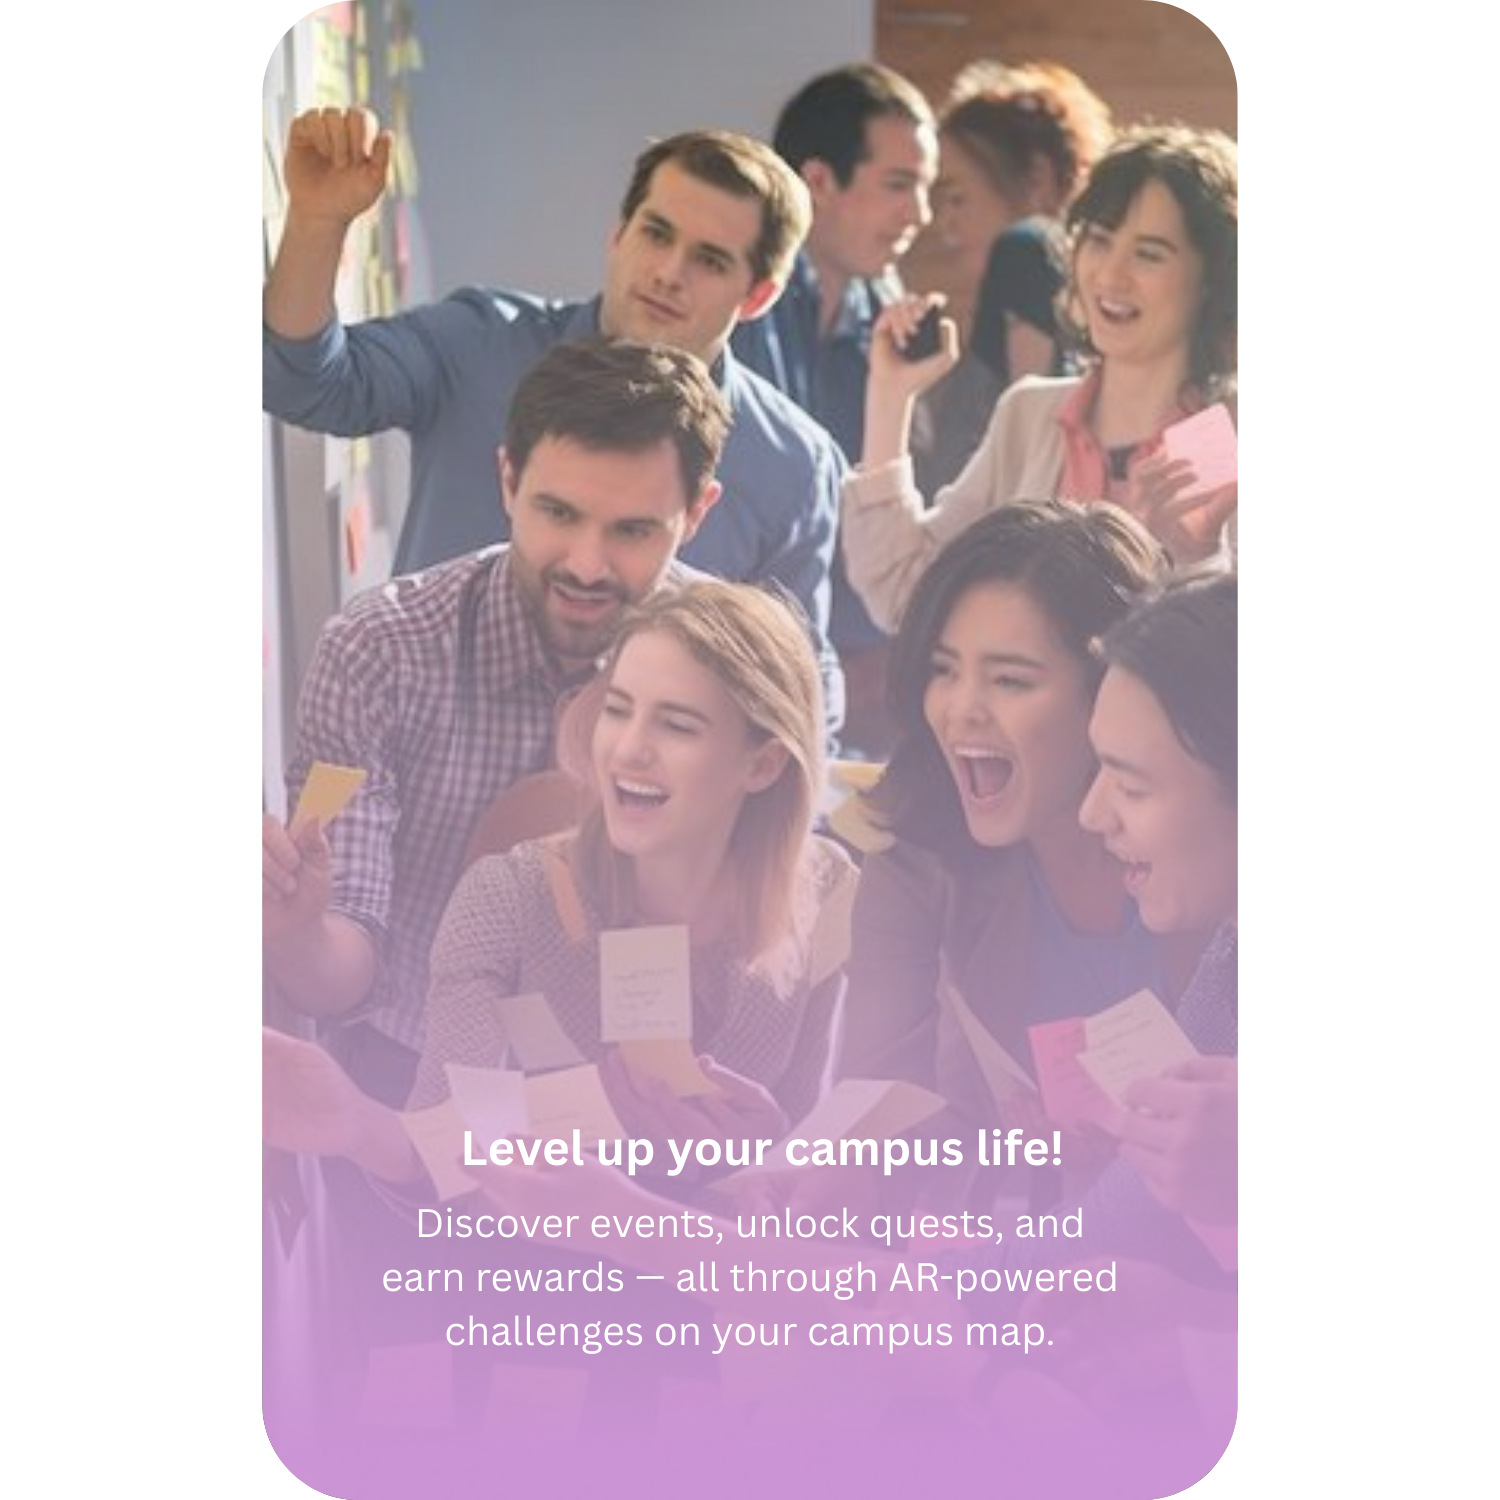 Level up your campus life!
Discover events, unlock quests, and
earn rewards — all through AR-powered
challenges on your campus map.